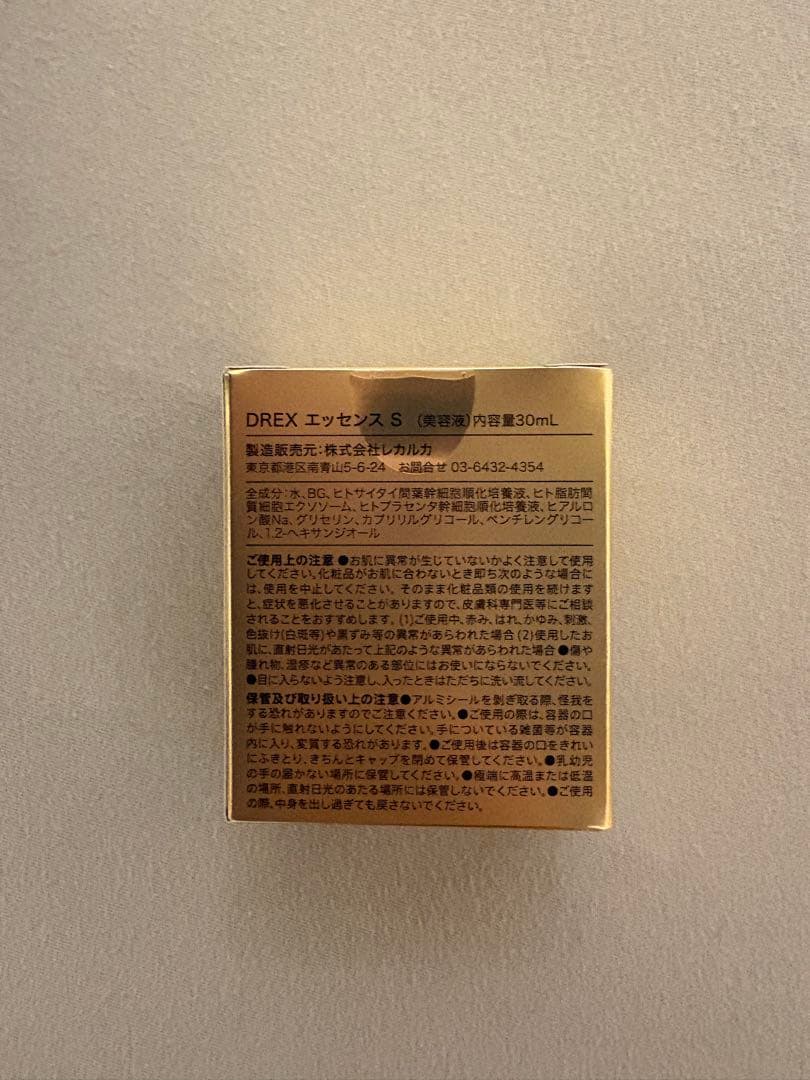 DREX エッセンス S (美容液)内容量30mL
製造販売元:株式会社レカルカ
東京都港区南青山5-6-24 お問合せ 03-6432-4354
全成分:水、BG、ヒトサイタイ間葉幹細胞順化培養液、ヒト脂肪間
質細胞エクソソーム、ヒトプラセンタ幹細胞順化培養液、ヒアルロ
ン酸Na、グリセリン、カプリリルグリコール、ペンチレングリコー
ル、1,2-ヘキサンジオール
ご使用上の注意 ●お肌に異常が生じていないかよく注意して使用
してください。化粧品がお肌に合わないとき即ち次のような場合に
は、使用を中止してください。そのまま化粧品類の使用を続けます
と、症状を悪化させることがありますので、皮膚科専門医等にご相談
されることをおすすめします。(1)ご使用中、赤み、はれ、かゆみ、刺激、
色抜け(白斑等)や黒ずみ等の異常があらわれた場合 (2)使用したお
肌に、直射日光があたって上記のような異常があらわれた場合 ●傷や
腫れ物、湿疹など異常のある部位にはお使いにならないでください。
●目に入らないよう注意し、入ったときはただちに洗い流してください。
保管及び取り扱い上の注意●アルミシールを剥ぎ取る際、怪我を
する恐れがありますのでご注意ください。●ご使用の際は、容器の口
が手に触れないようにしてください。手についている雑菌等が容器
内に入り、変質する恐れがあります。●ご使用後は容器の口をきれい
にふきとり、きちんとキャップを閉めて保管してください。●乳幼児
の手の届かない場所に保管してください。●極端に高温または低温
の場所、直射日光のあたる場所には保管しないでください。●ご使用
の際、中身を出し過ぎても戻さないでください。